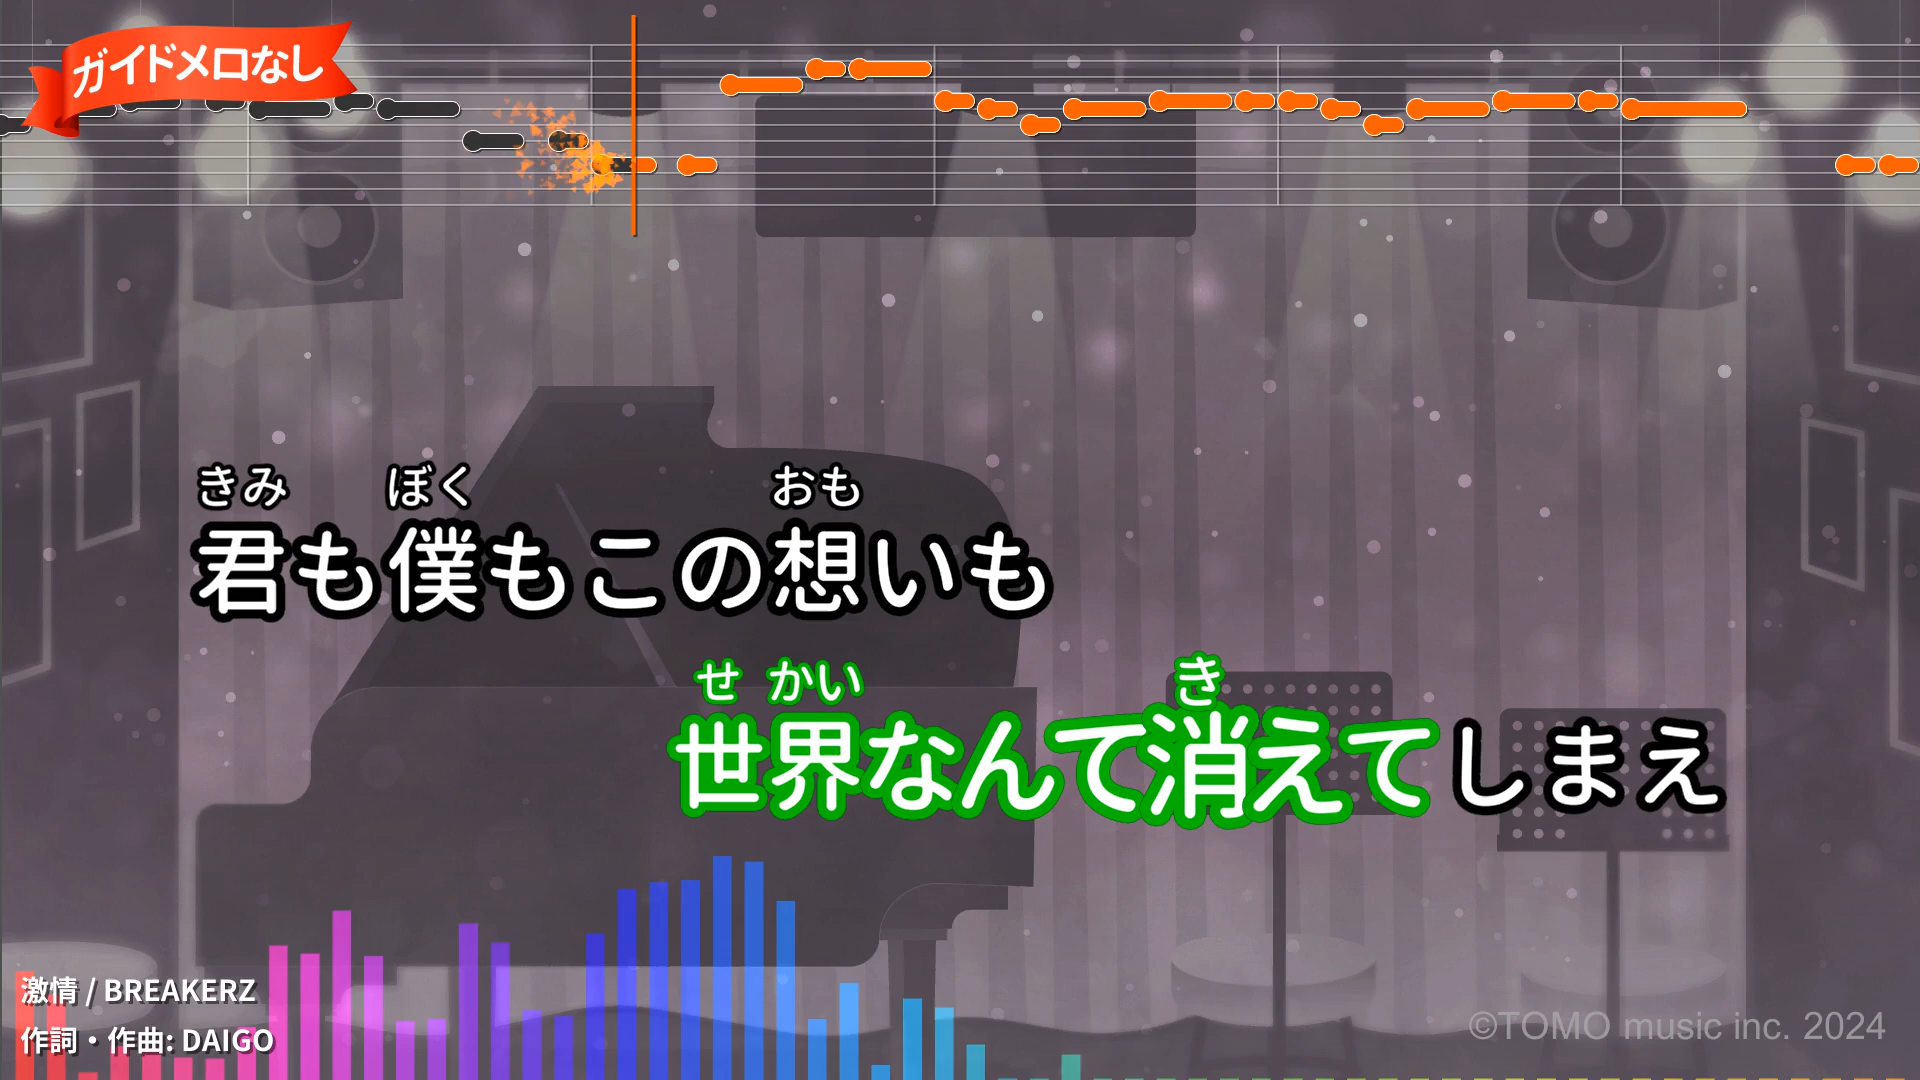 ガイドメロなし
きみ ぼく おも
君も僕もこの想いも
せ かい き
世界なんて消えてしまえ
激情 / BREAKERZ
作詞・作曲: DAIGO
©TOMO music inc. 2024